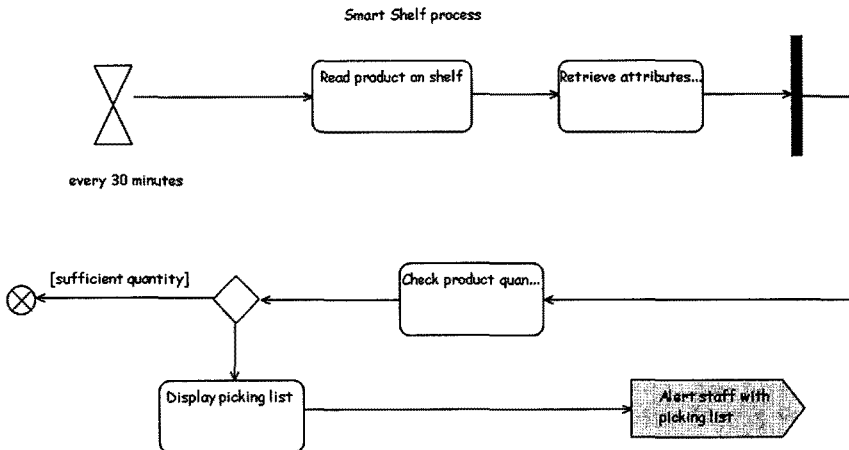 Smart Shelf process
Read product on shelf
Retrieve attributes...
every 30 minutes
[sufficient quantity]
Check product quan...
Display picking list
Alert staff with
picking list